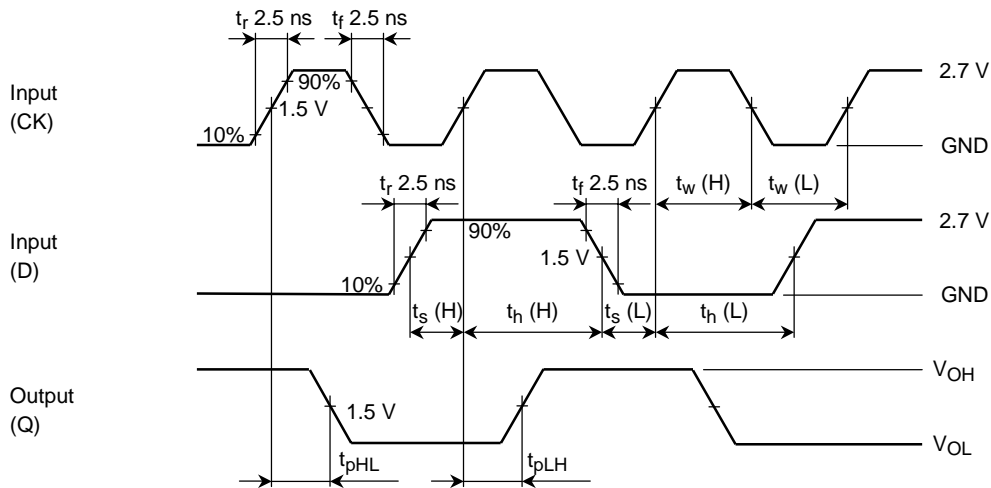 tr 2.5 ns
tf 2.5 ns
Input
(CK)
90%
1.5 V
10%
2.7 V
GND
tr 2.5 ns
tf 2.5 ns
tw (H)
tw (L)
Input
(D)
90%
1.5 V
10%
2.7 V
GND
ts (H)
th (H)
ts (L)
th (L)
Output
(Q)
1.5 V
VOH
VOL
tpHL
tpLH